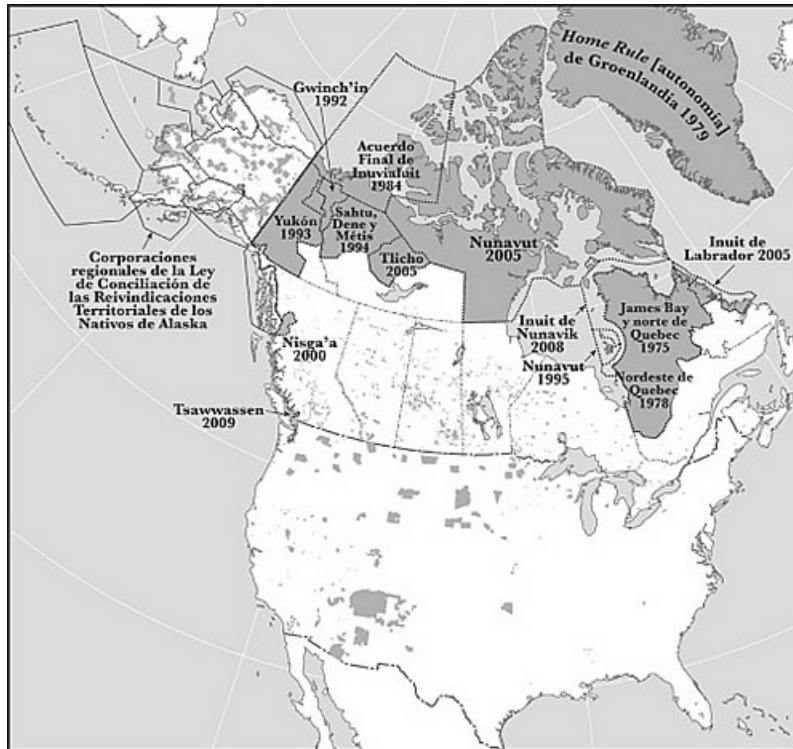 Home Rule [autonomía]
de Groenlandia 1979
Gwinch'in
1992
Acuerdo
Final de
Inuvialuit
1984
Yukón
1993
Sahtu,
Dene y
Métis
1994
Tlicho
2005
Nunavut
2005
Inuit de
Labrador 2005
Corporaciones
regionales de la Ley
de Conciliación de
las Reivindicaciones
Territoriales de los
Nativos de Alaska
James Bay
y norte de
Quebec
1975
Inuit de
Nunavik
2008
Nunavut
1995
Nisga'a
2000
Nordeste de
Quebec
1978
Tsawwassen
2009